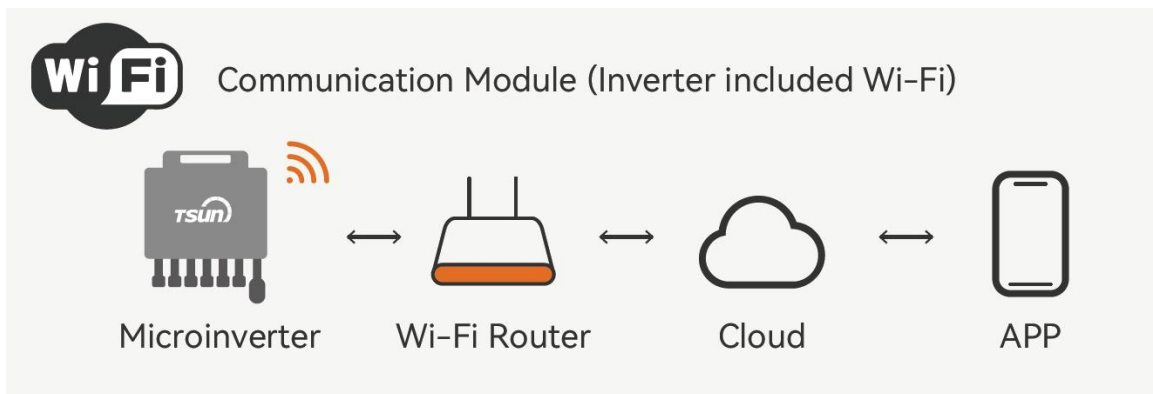 Wi Fi
Communication Module (Inverter included Wi-Fi)
TSUN
Microinverter
Wi-Fi Router
Cloud
APP